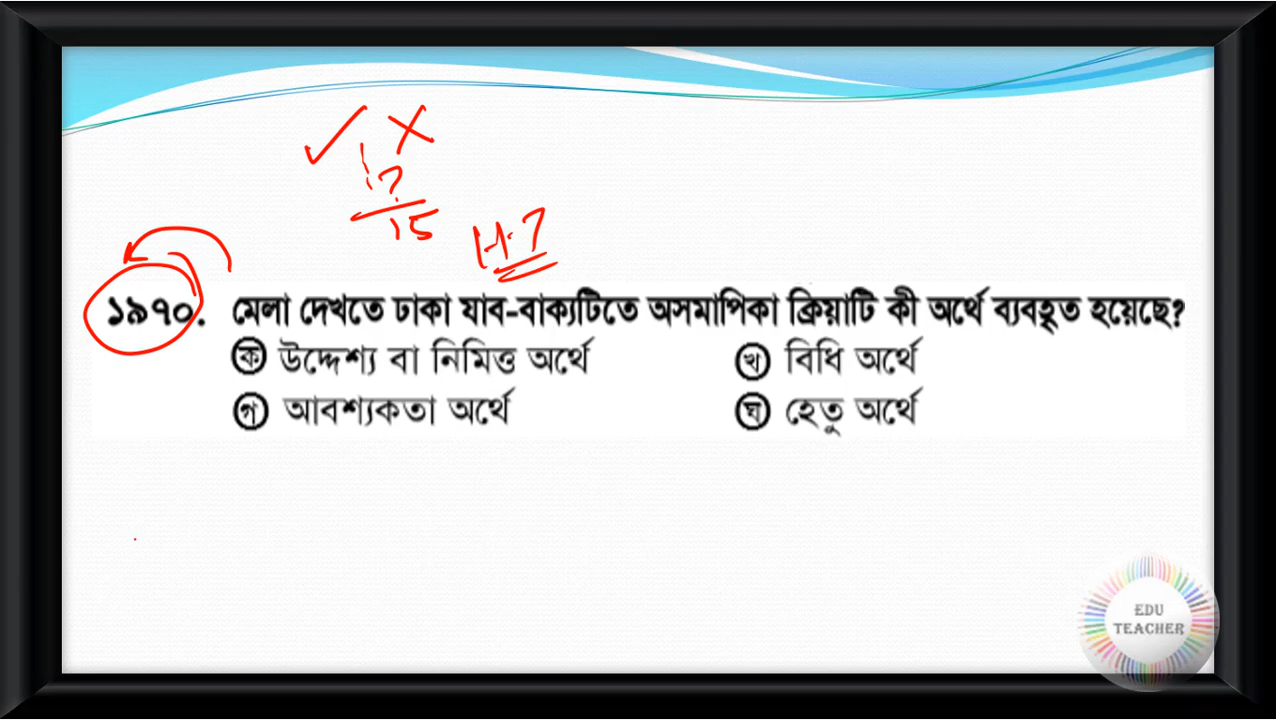 ১৯৭০. মেলা দেখতে ঢাকা যাব-বাক্যটিতে অসমাপিকা ক্রিয়াটি কী অর্থে ব্যবহৃত হয়েছে?
ক উদ্দেশ্য বা নিমিত্ত অর্থে খ বিধি অর্থে
গ আবশ্যকতা অর্থে ঘ হেতু অর্থে
EDU
TEACHER